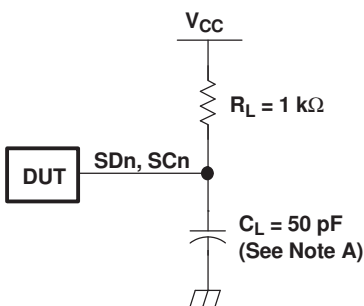 VCC
RL = 1 kΩ
SDn, SCn
DUT
CL = 50 pF
(See Note A)